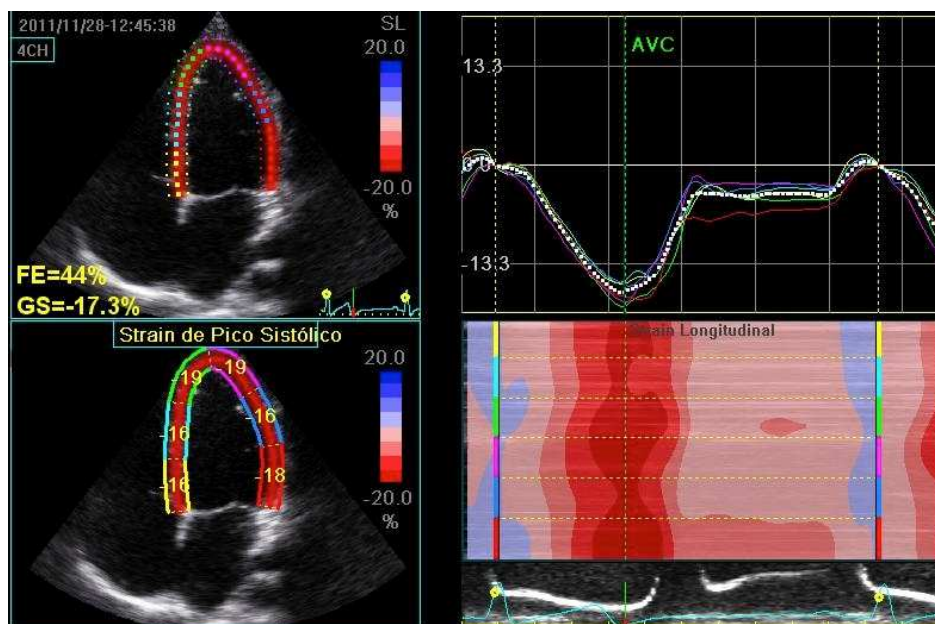 2011/11/28-12:45:38
4CH
SL
20.0
-20.0
%
FE=44%
GS=-17.3%
AVC
13.3
-13.3
Strain de Pico Sistólico
20.0
-20.0
%
-19
-19
-16
-16
-16
-18
Strain Longitudinal